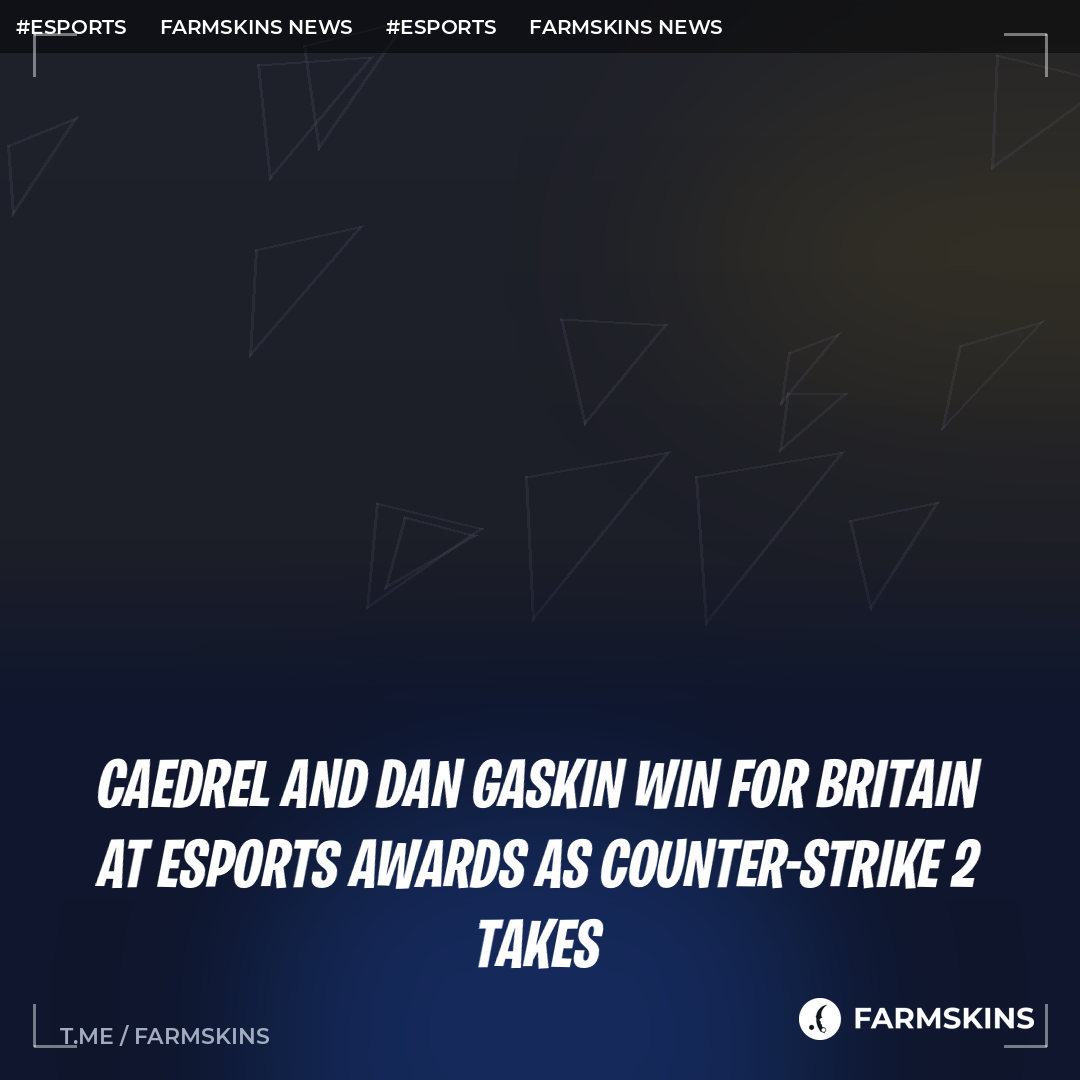 #ESPORTS FARMSKINS NEWS #ESPORTS FARMSKINS NEWS
CAEDREL AND DAN GASKIN WIN FOR BRITAIN
AT ESPORTS AWARDS AS COUNTER-STRIKE 2
TAKES
T.ME / FARMSKINS
FARMSKINS